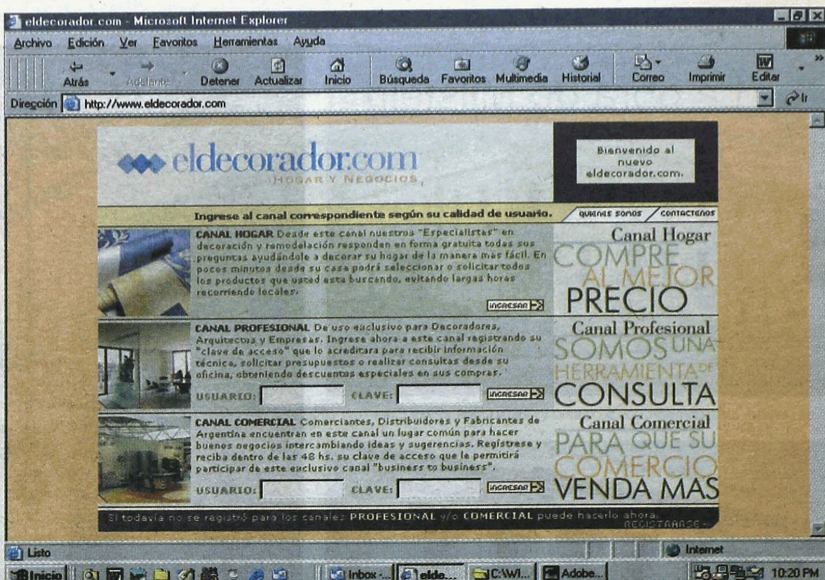 eldecorador.com - Microsoft Internet Explorer
Archivo Edición Ver Favoritos Herramientas Ayuda
Atrás Adelante Detener Actualizar Inicio Búsqueda Favoritos Multimedia Historial Correo Imprimir Editar
Dirección http://www.eldecorador.com Ir
eldecorador.com
HOGAR Y NEGOCIOS
Bienvenido al
nuevo
eldecorador.com.
Ingrese al canal correspondiente según su calidad de usuario.
QUIENES SOMOS CONTACTENOS
CANAL HOGAR Desde este canal nuestros "Especialistas" en
decoración y remodelación responden en forma gratuita todas sus
preguntas ayudándole a decorar su hogar de la manera mas fácil. En
pocos minutos desde su casa podrá seleccionar o solicitar todos
los productos que usted esta buscando, evitando largas horas
recorriendo locales.
INGRESAR
Canal Hogar
COMPRE
AL MEJOR
PRECIO
CANAL PROFESIONAL De uso exclusivo para Decoradores,
Arquitectos y Empresas. Ingrese ahora a este canal registrando su
"clave de acceso" que lo acreditara para recibir información
técnica, solicitar presupuestos o realizar consultas desde su
oficina, obteniendo descuentos especiales en sus compras.
USUARIO: CLAVE: INGRESAR
Canal Profesional
SOMOS UNA
HERRAMIENTA DE
CONSULTA
CANAL COMERCIAL Comerciantes, Distribuidores y Fabricantes de
Argentina encuentran en este canal un lugar común para hacer
buenos negocios intercambiando ideas y sugerencias. Regístrese y
reciba dentro de las 48 hs. su clave de acceso que le permitirá
participar de este exclusivo canal "business to business".
USUARIO: CLAVE: INGRESAR
Canal Comercial
PARA QUE SU
COMERCIO
VENDA MAS
Si todavía no se registró para los canales PROFESIONAL y/o COMERCIAL puede hacerlo ahora.
REGISTRARSE
Listo Internet
Inicio Inbox -... elde... C:\Wi... Adobe... 10:20 PM